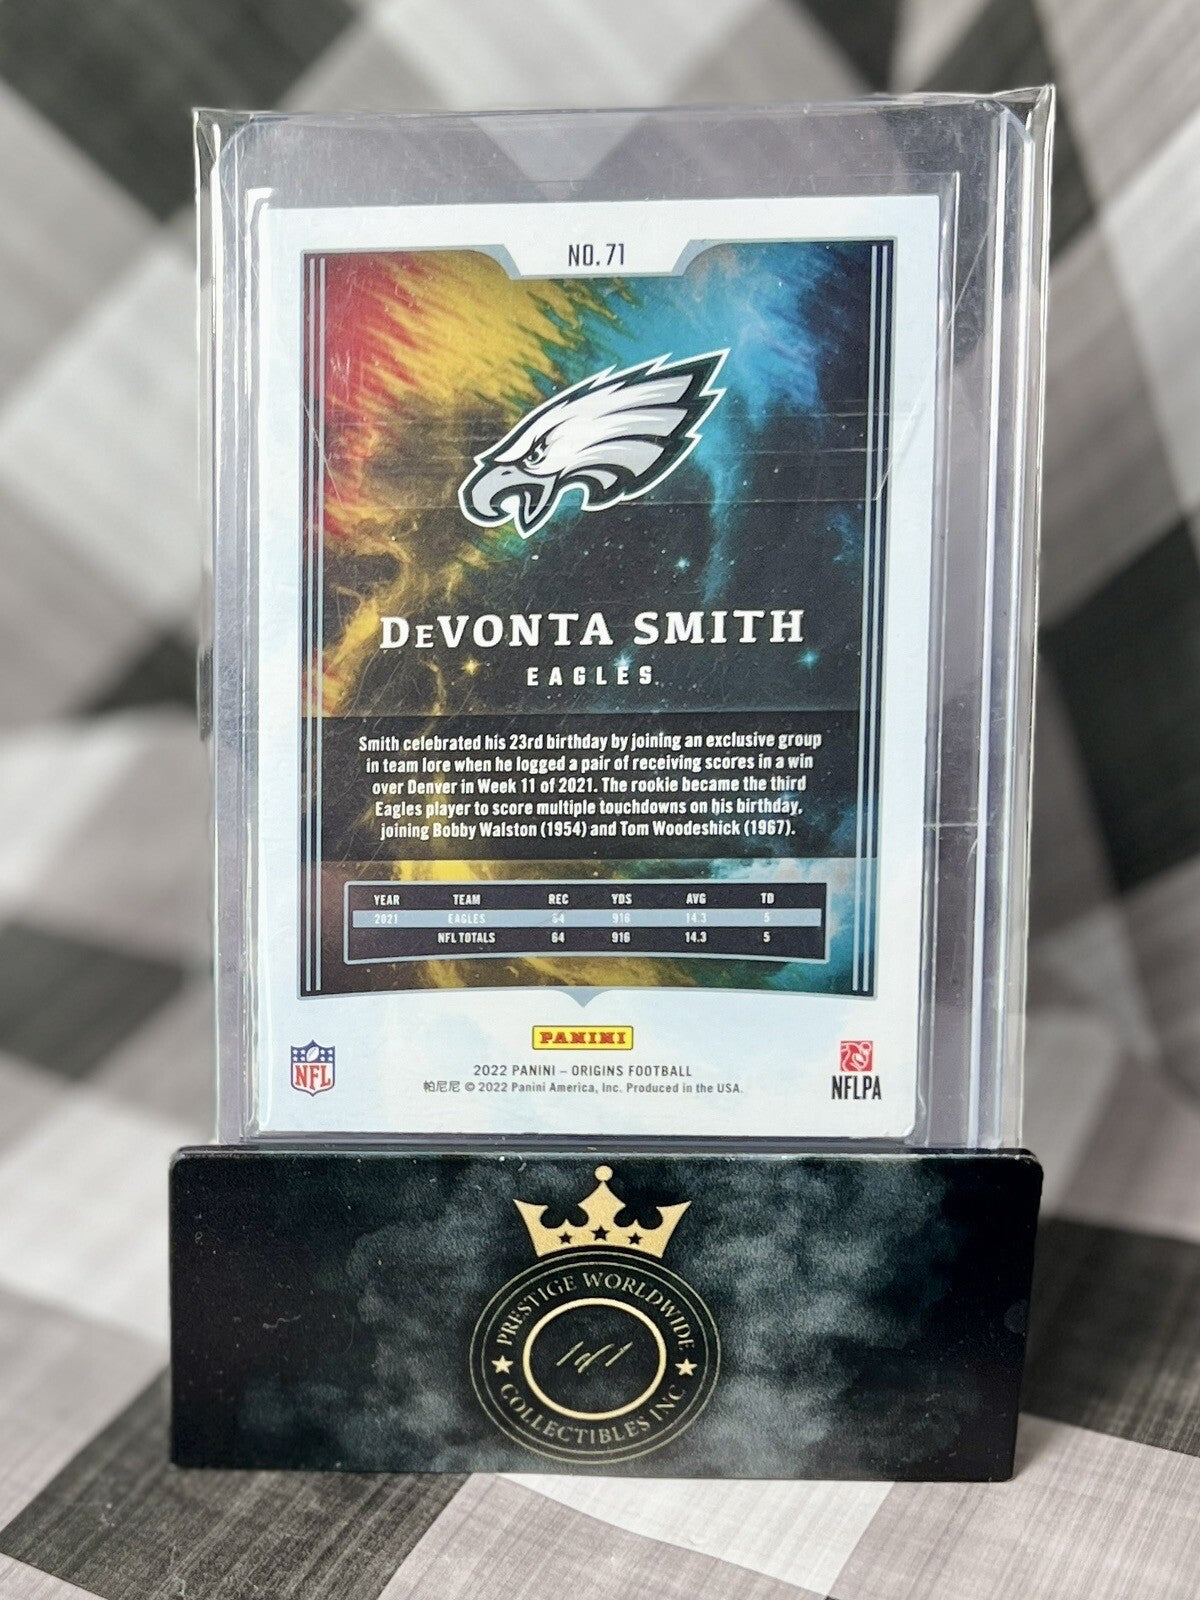 NO. 71
DeVONTA SMITH
EAGLES
Smith celebrated his 23rd birthday by joining an exclusive group
in team lore when he logged a pair of receiving scores in a win
over Denver in Week 11 of 2021. The rookie became the third
Eagles player to score multiple touchdowns on his birthday,
joining Bobby Walston (1954) and Tom Woodeshick (1967).
YEAR TEAM REC YDS AVG TD
2021 EAGLES 64 916 14.3 5
NFL TOTALS 64 916 14.3 5
PANINI
NFL
2022 PANINI – ORIGINS FOOTBALL
帕尼尼 © 2022 Panini America, Inc. Produced in the USA.
NFLPA
PRESTIGE WORLDWIDE
1of1
COLLECTIBLES INC